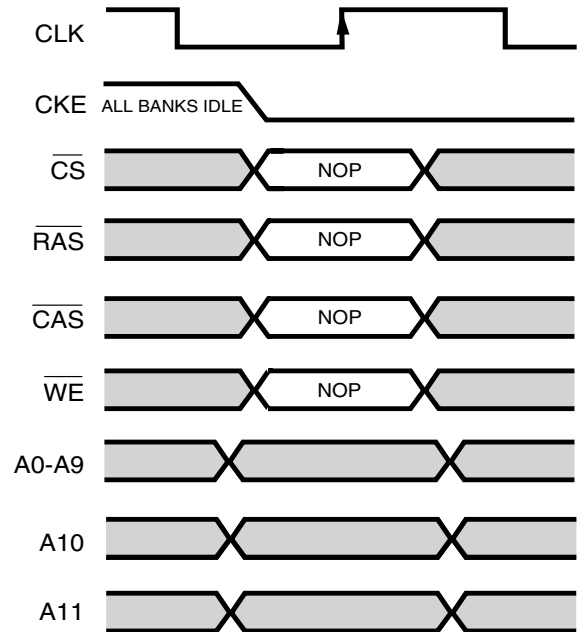 CLK
CKE ALL BANKS IDLE
CS NOP
RAS NOP
CAS NOP
WE NOP
A0-A9
A10
A11